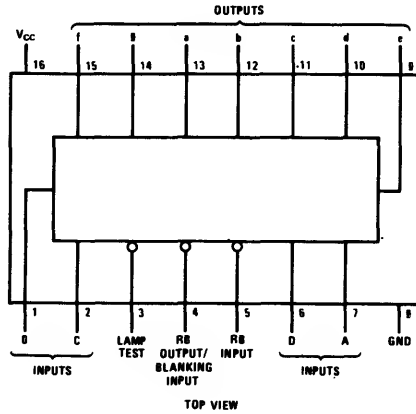 OUTPUTS
VCC f g a b c d e
16 15 14 13 12 11 10 9
1 2 3 4 5 6 7 8
B C LAMP TEST RB OUTPUT/ BLANKING INPUT RB INPUT D A GND
INPUTS INPUTS
TOP VIEW